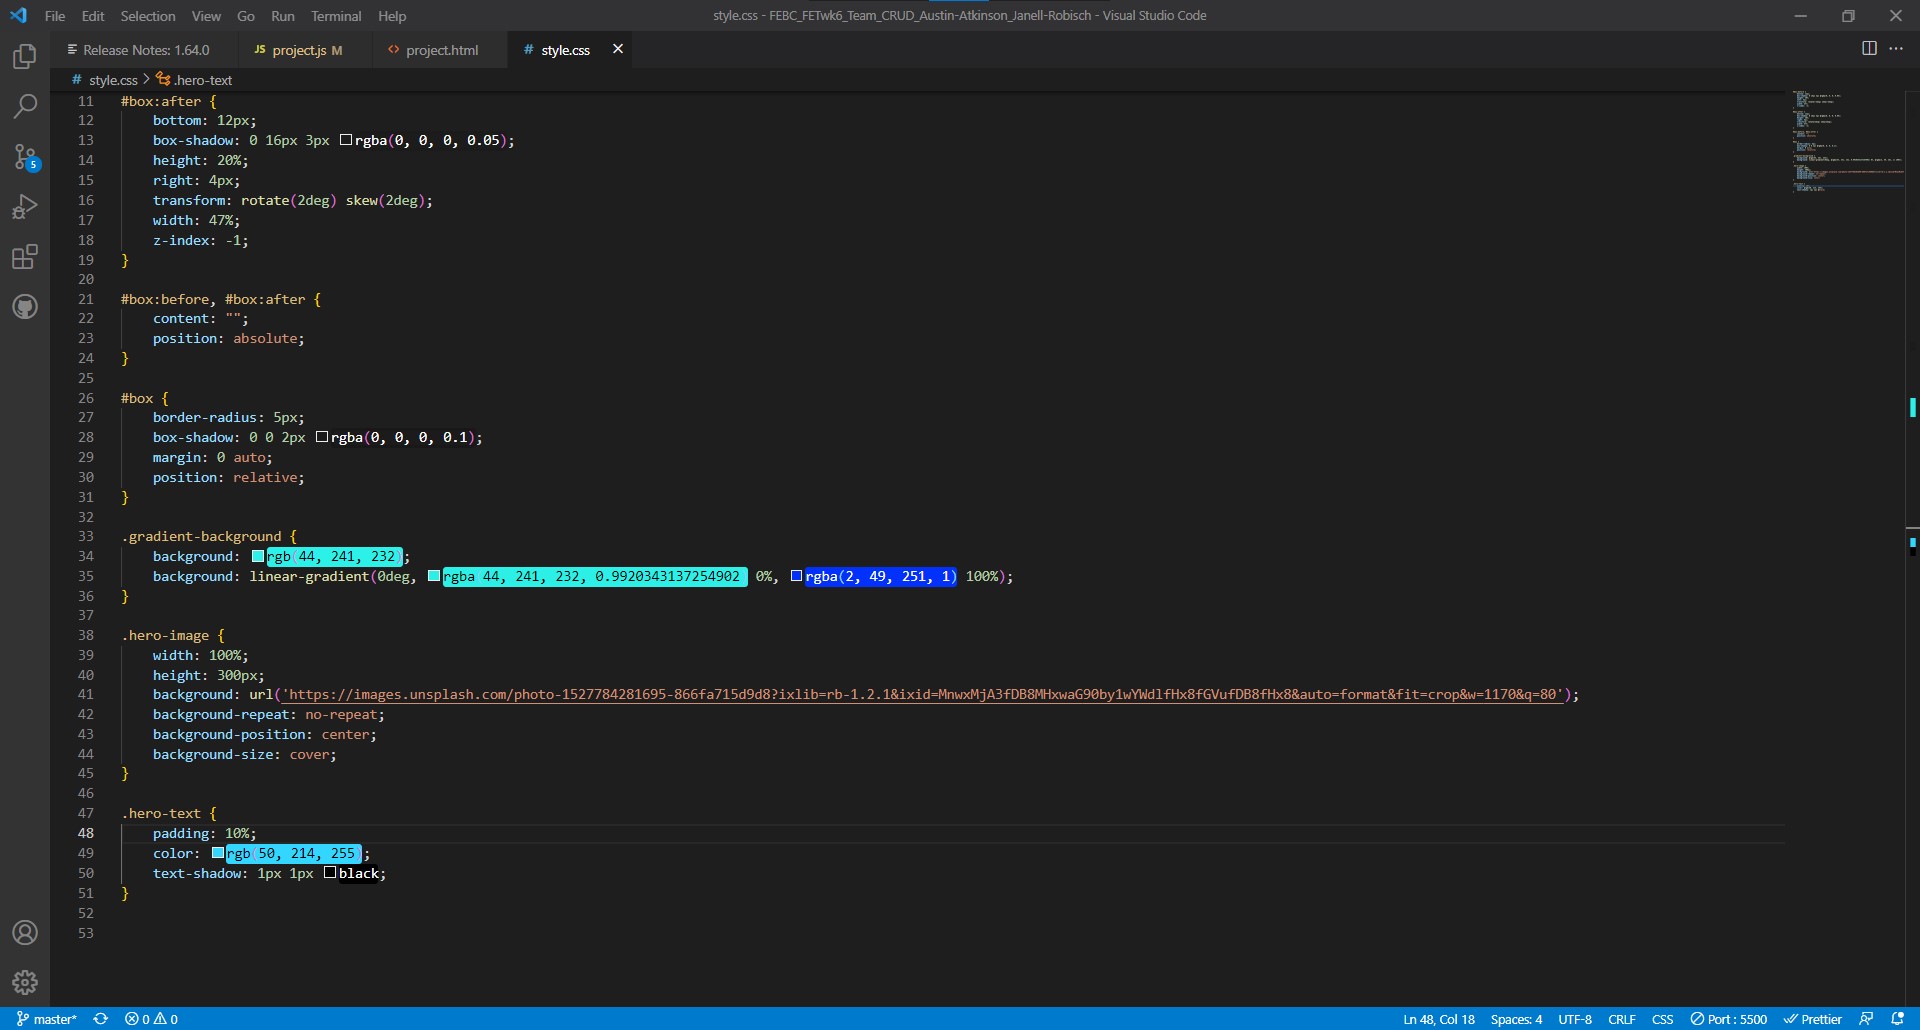 File Edit Selection View Go Run Terminal Help
style.css - FEBC_FETwk6_Team_CRUD_Austin-Atkinson_Janell-Robisch - Visual Studio Code
Release Notes: 1.64.0
JS project.js M
<> project.html
# style.css
# style.css > .hero-text
11 #box:after {
12 bottom: 12px;
13 box-shadow: 0 16px 3px rgba(0, 0, 0, 0.05);
14 height: 20%;
15 right: 4px;
16 transform: rotate(2deg) skew(2deg);
17 width: 47%;
18 z-index: -1;
19 }
20
21 #box:before, #box:after {
22 content: "";
23 position: absolute;
24 }
25
26 #box {
27 border-radius: 5px;
28 box-shadow: 0 0 2px rgba(0, 0, 0, 0.1);
29 margin: 0 auto;
30 position: relative;
31 }
32
33 .gradient-background {
34 background: rgb(44, 241, 232);
35 background: linear-gradient(0deg, rgba(44, 241, 232, 0.9920343137254902) 0%, rgba(2, 49, 251, 1) 100%);
36 }
37
38 .hero-image {
39 width: 100%;
40 height: 300px;
41 background: url('https://images.unsplash.com/photo-1527784281695-866fa715d9d8?ixlib=rb-1.2.1&ixid=MnwxMjA3fDB8MHxwaG90by1wYWdlfHx8fGVufDB8fHx8&auto=format&fit=crop&w=1170&q=80');
42 background-repeat: no-repeat;
43 background-position: center;
44 background-size: cover;
45 }
46
47 .hero-text {
48 padding: 10%;
49 color: rgb(50, 214, 255);
50 text-shadow: 1px 1px black;
51 }
52
53
5
master* 0 0
Ln 48, Col 18 Spaces: 4 UTF-8 CRLF CSS Port : 5500 Prettier